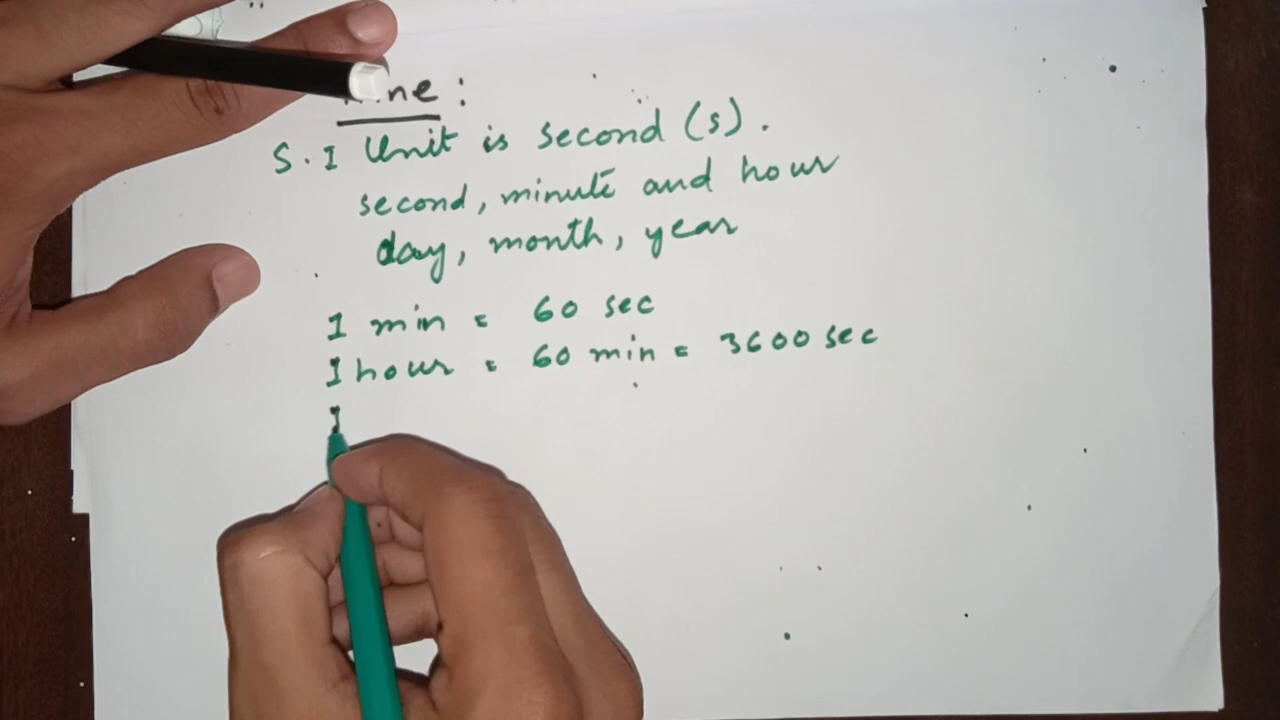 :
S.I Unit is second (s).
second, minute and hour
day, month, year
1 min = 60 sec
1 hour = 60 min = 3600 sec
1